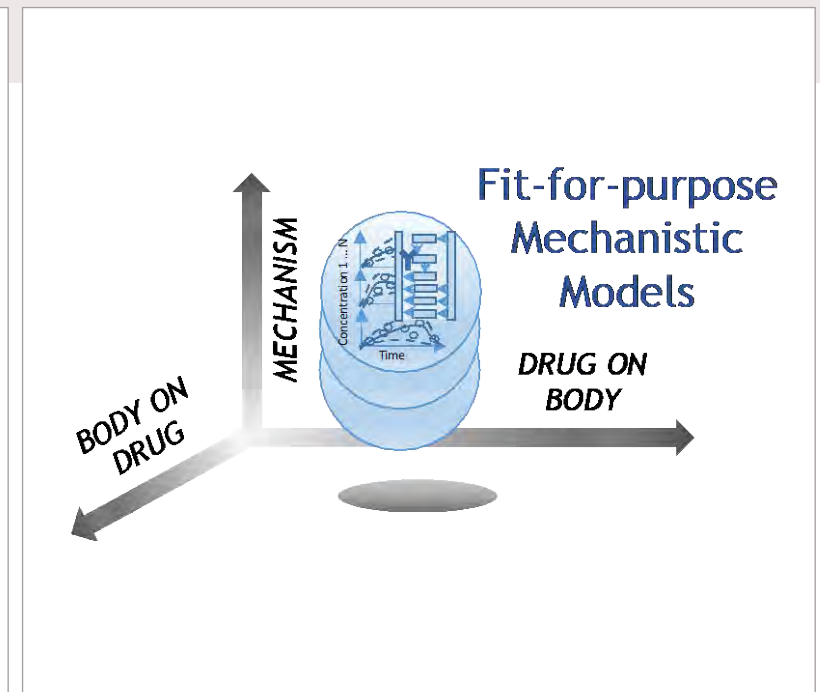 Fit-for-purpose
Mechanistic
Models
MECHANISM
Concentration 1 ... N
Time
DRUG ON
BODY
BODY ON
DRUG